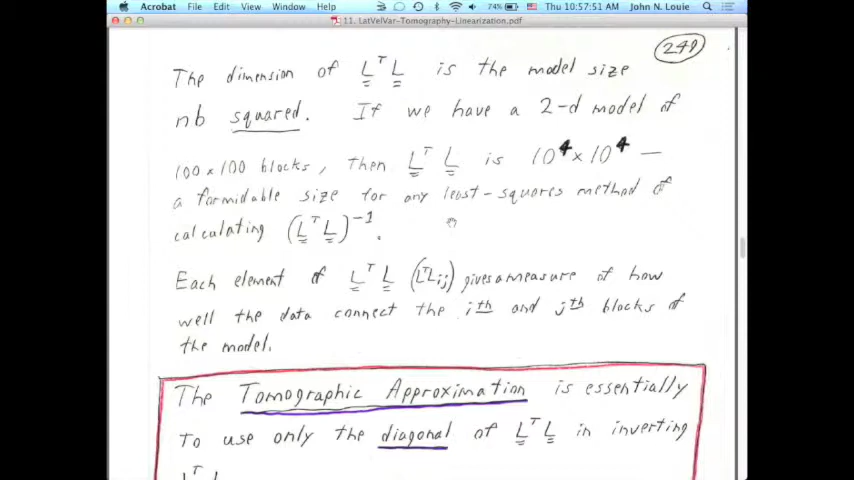 Acrobat File Edit View Window Help 74% Thu 10:57:51 AM John N. Louie
11. LatVelVar-Tomography-Linearization.pdf
249
The dimension of LᵀL is the model size
nb squared. If we have a 2-d model of
100 x 100 blocks, then LᵀL is 10⁴ x 10⁴ —
a formidable size for any least-squares method of
calculating (LᵀL)⁻¹.
Each element of LᵀL (LᵀLij) gives a measure of how
well the data connect the ith and jth blocks of
the model.
The Tomographic Approximation is essentially
to use only the diagonal of LᵀL in inverting
LᵀL